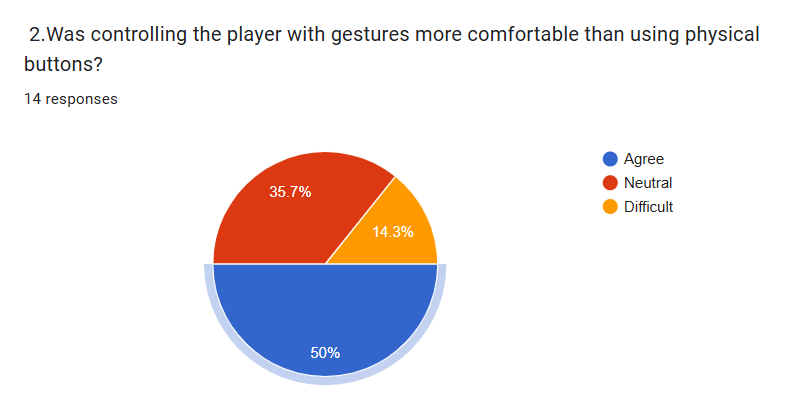 2.Was controlling the player with gestures more comfortable than using physical
buttons?
14 responses
35.7%
14.3%
50%
Agree
Neutral
Difficult